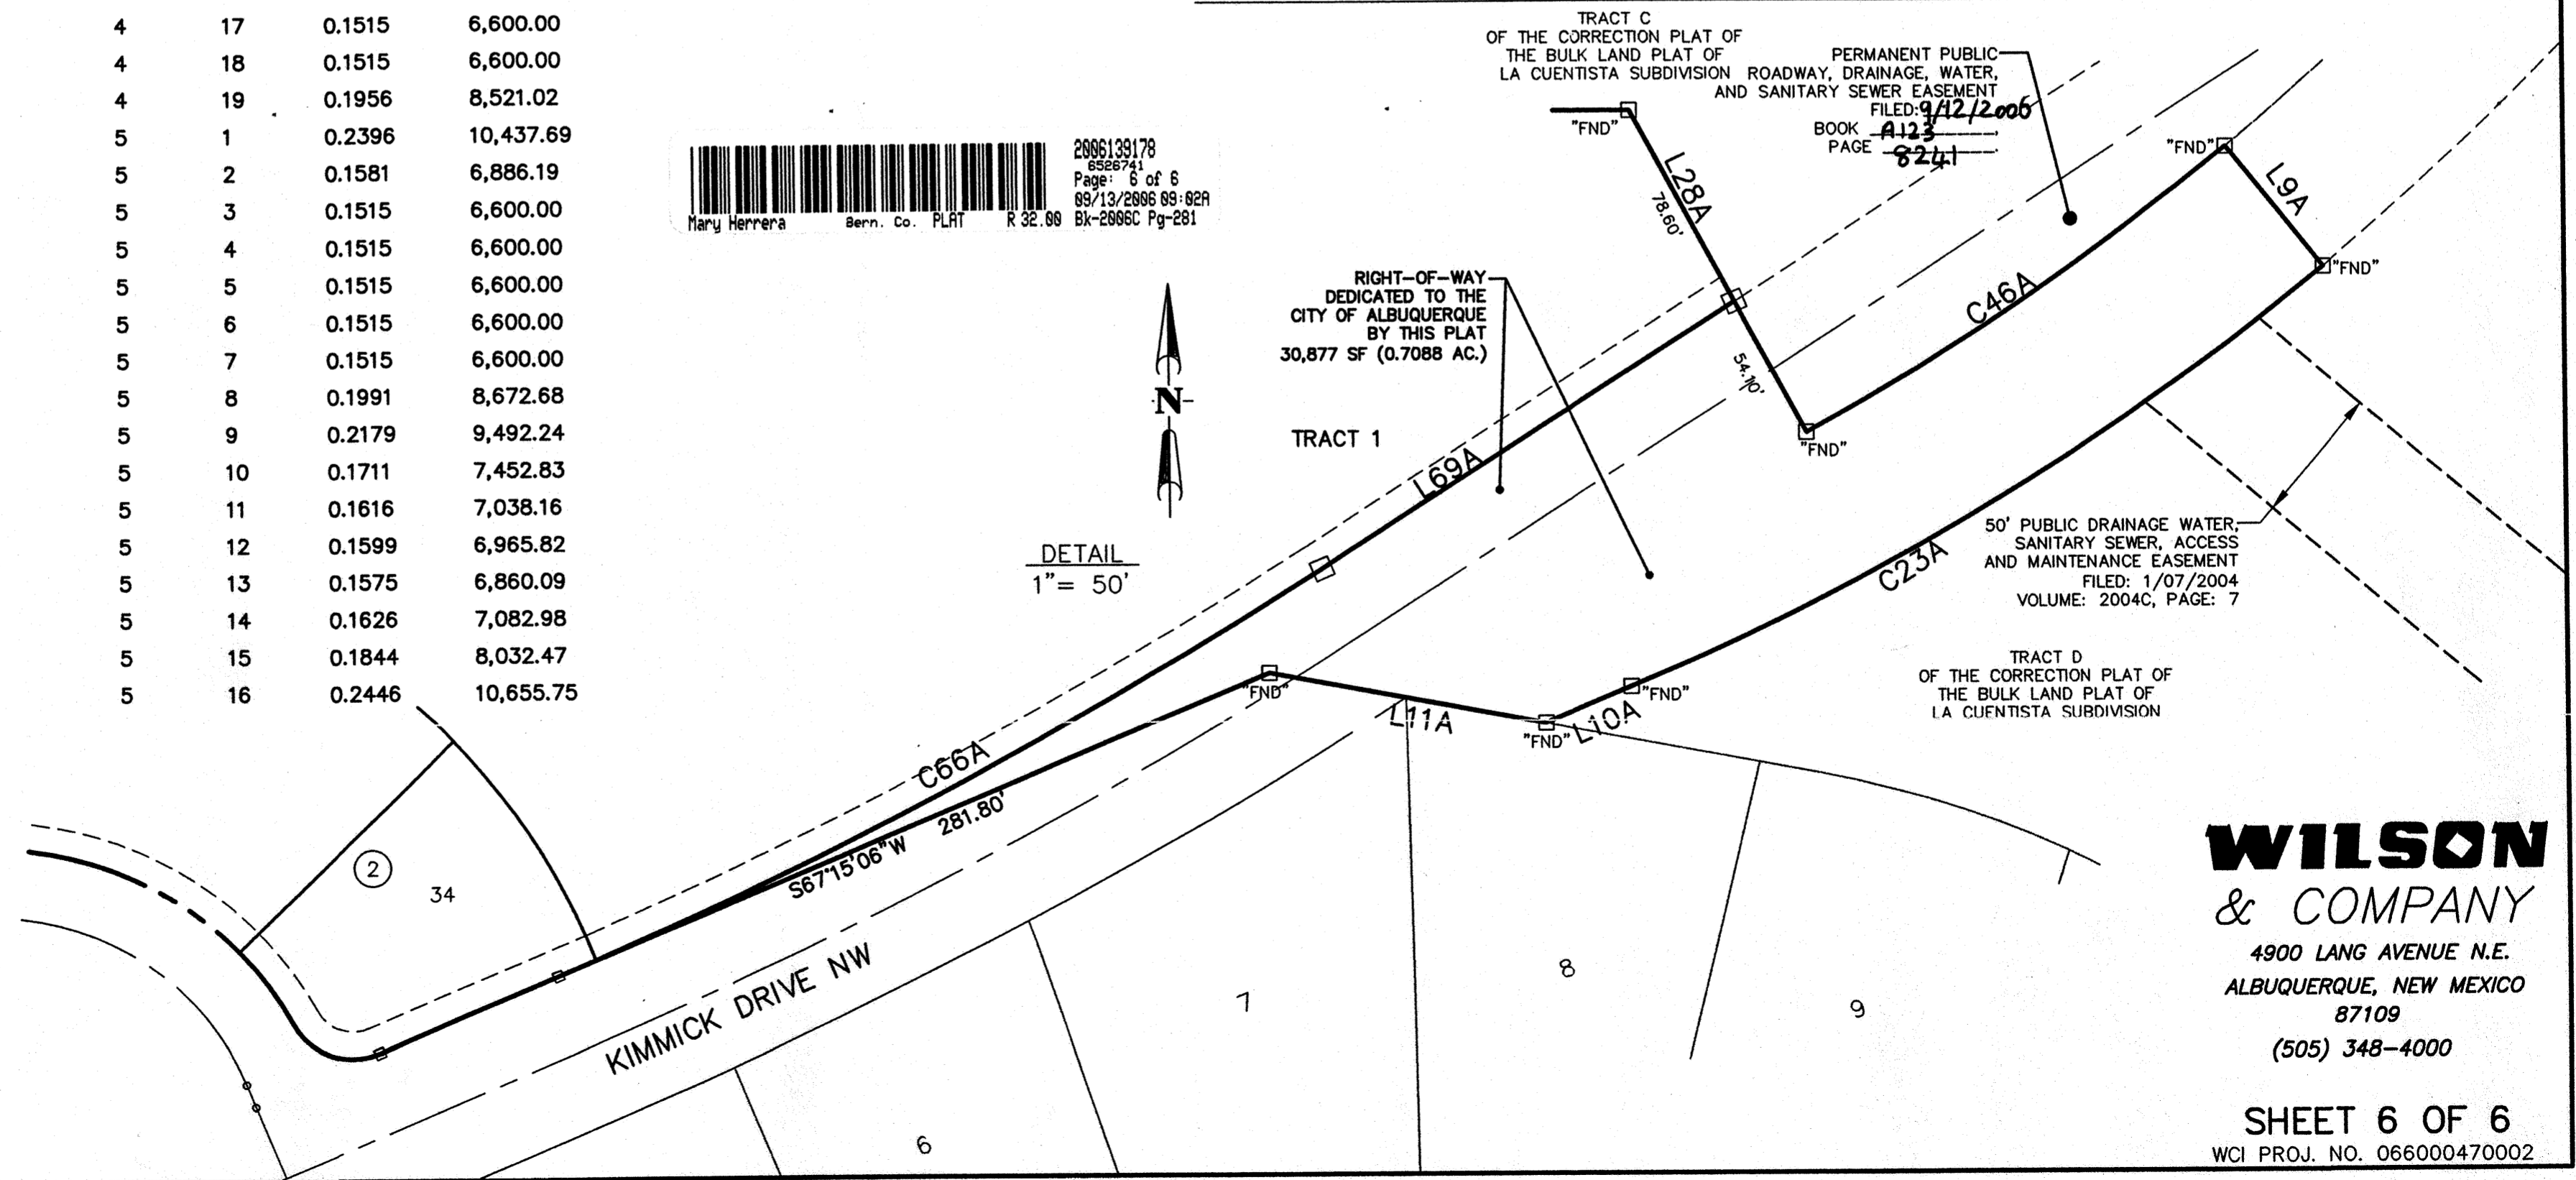 4 17 0.1515 6,600.00
4 18 0.1515 6,600.00
4 19 0.1956 8,521.02
5 1 0.2396 10,437.69
5 2 0.1581 6,886.19
5 3 0.1515 6,600.00
5 4 0.1515 6,600.00
5 5 0.1515 6,600.00
5 6 0.1515 6,600.00
5 7 0.1515 6,600.00
5 8 0.1991 8,672.68
5 9 0.2179 9,492.24
5 10 0.1711 7,452.83
5 11 0.1616 7,038.16
5 12 0.1599 6,965.82
5 13 0.1575 6,860.09
5 14 0.1626 7,082.98
5 15 0.1844 8,032.47
5 16 0.2446 10,655.75
2006139178
6526741
Page: 6 of 6
09/13/2006 09:02A
Mary Herrera Bern. Co. PLAT R 32.00 Bk-2006C Pg-281
TRACT C
OF THE CORRECTION PLAT OF
THE BULK LAND PLAT OF
LA CUENTISTA SUBDIVISION
PERMANENT PUBLIC
ROADWAY, DRAINAGE, WATER,
AND SANITARY SEWER EASEMENT
FILED: 9/12/2006
BOOK A123
PAGE 8241
"FND"
L28A
78.60'
"FND"
L9A
"FND"
C46A
RIGHT-OF-WAY
DEDICATED TO THE
CITY OF ALBUQUERQUE
BY THIS PLAT
30,877 SF (0.7088 AC.)
54.10'
N
TRACT 1
"FND"
L69A
DETAIL
1"= 50'
50' PUBLIC DRAINAGE WATER,
SANITARY SEWER, ACCESS
AND MAINTENANCE EASEMENT
FILED: 1/07/2004
VOLUME: 2004C, PAGE: 7
C23A
TRACT D
OF THE CORRECTION PLAT OF
THE BULK LAND PLAT OF
LA CUENTISTA SUBDIVISION
"FND"
"FND"
L11A
"FND"
L10A
C66A
281.80'
S67°15'06"W
2
34
KIMMICK DRIVE NW
6
7
8
9
WILSON
& COMPANY
4900 LANG AVENUE N.E.
ALBUQUERQUE, NEW MEXICO
87109
(505) 348-4000
SHEET 6 OF 6
WCI PROJ. NO. 066000470002